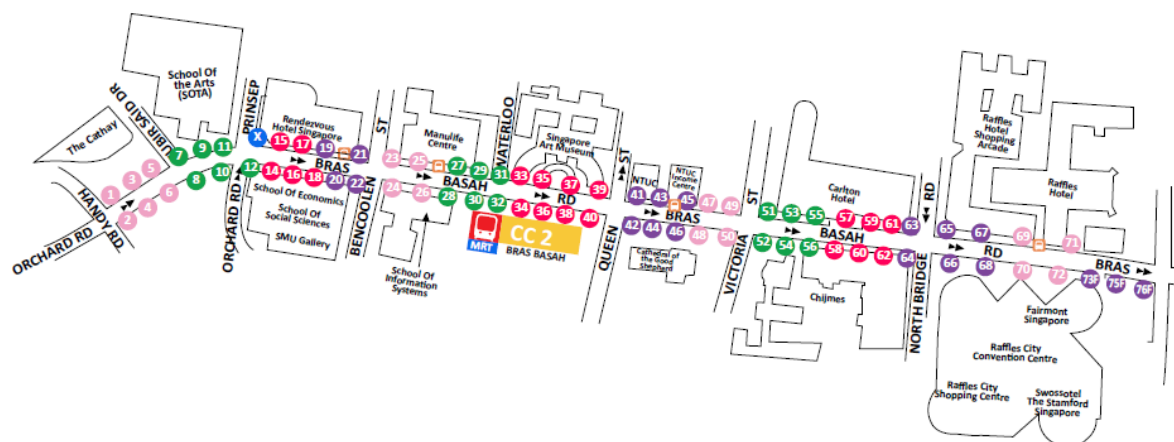 School Of
the Arts
(SOTA)
The Cathay
UBIR SAID DR
PRINSEP
HANDY RD.
ORCHARD RD
ORCHARD RD
1
3
5
7
9
11
2
4
6
8
10
12
X
15
17
19
21
14
16
18
20
22
Rendezvous
Hotel Singapore
BRAS
School Of Economics
School Of
Social Sciences
SMU Gallery
BENCOOLEN
ST
Manulife
Centre
23
25
27
29
31
33
35
37
39
24
26
28
30
32
34
36
38
40
BASAH
RD
WATERLOO
Singapore
Art Museum
School Of
Information
Systems
MRT
CC 2
BRAS BASAH
QUEEN
ST
NTUC
NTUC
Income
Centre
41
43
45
47
49
42
44
46
48
50
BRAS
Cathedral of
the Good
Shepherd
VICTORIA
ST
Carlton
Hotel
51
53
55
57
59
61
63
52
54
56
58
60
62
64
BASAH
Chijmes
NORTH BRIDGE
RD
Raffles
Hotel
Shopping
Arcade
Raffles
Hotel
65
67
69
71
66
68
70
72
73F
75F
76F
RD
BRAS
Fairmont
Singapore
Raffles City
Convention Centre
Raffles City
Shopping Centre
Swossotel
The Stamford
Singapore